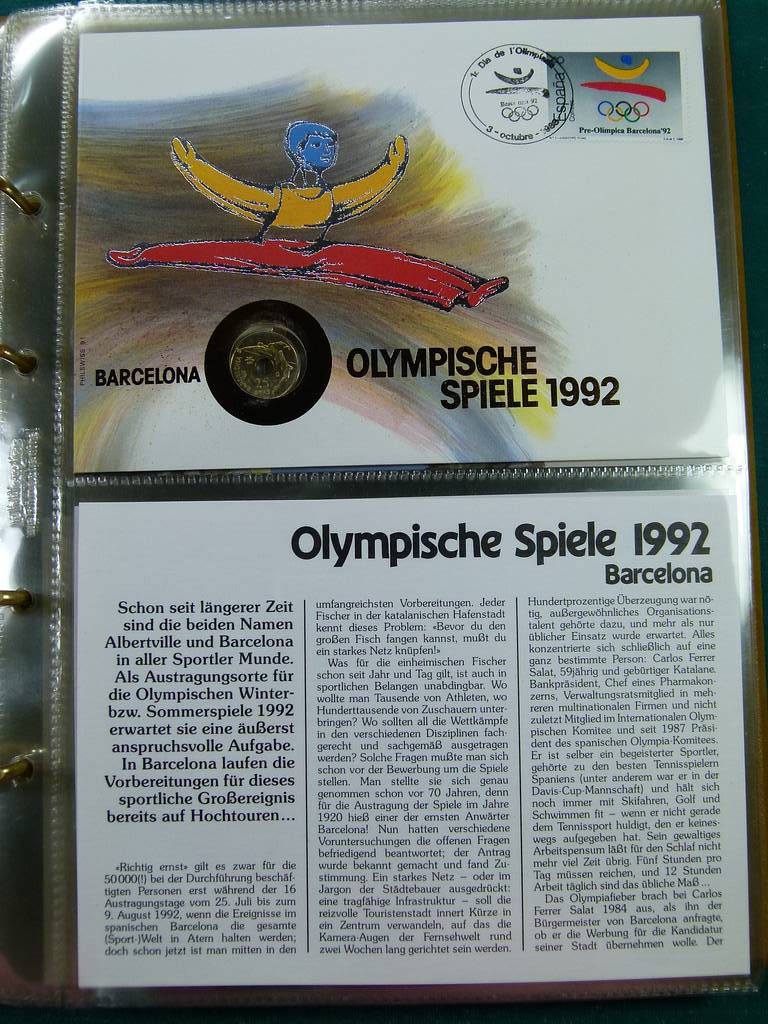 1r. Dia de l'Olimpíada
Barcelona'92
3-octubre-1988
España 8
Correos
Pre-Olímpica Barcelona'92
PHILSWISS 91
BARCELONA
25
OLYMPISCHE
SPIELE 1992
Olympische Spiele 1992
Barcelona
Schon seit längerer Zeit
sind die beiden Namen
Albertville und Barcelona
in aller Sportler Munde.
Als Austragungsorte für
die Olympischen Winter-
bzw. Sommerspiele 1992
erwartet sie eine äußerst
anspruchsvolle Aufgabe.
In Barcelona laufen die
Vorbereitungen für dieses
sportliche Großereignis
bereits auf Hochtouren...
«Richtig ernst» gilt es zwar für die
50000(!) bei der Durchführung beschäf-
tigten Personen erst während der 16
Austragungstage vom 25. Juli bis zum
9. August 1992, wenn die Ereignisse im
spanischen Barcelona die gesamte
(Sport-)Welt in Atem halten werden;
doch schon jetzt ist man mitten in den
umfangreichsten Vorbereitungen. Jeder
Fischer in der katalanischen Hafenstadt
kennt dieses Problem: «Bevor du den
großen Fisch fangen kannst, mußt du
ein starkes Netz knüpfen!»
Was für die einheimischen Fischer
schon seit Jahr und Tag gilt, ist auch in
sportlichen Belangen unabdingbar. Wo
wollte man Tausende von Athleten, wo
Hunderttausende von Zuschauern unter-
bringen? Wo sollten all die Wettkämpfe
in den verschiedenen Disziplinen fach-
gerecht und sachgemäß ausgetragen
werden? Solche Fragen mußte man sich
schon vor der Bewerbung um die Spiele
stellen. Man stellte sie sich genau
genommen schon vor 70 Jahren, denn
für die Austragung der Spiele im Jahre
1920 hieß einer der ernsten Anwärter
Barcelona! Nun hatten verschiedene
Voruntersuchungen die offenen Fragen
befriedigend beantwortet; der Antrag
wurde bekannt gemacht und fand Zu-
stimmung. Ein starkes Netz – oder im
Jargon der Städtebauer ausgedrückt:
eine tragfähige Infrastruktur – soll die
reizvolle Touristenstadt innert Kürze in
ein Zentrum verwandeln, auf das die
Kamera-Augen der Fernsehwelt rund
zwei Wochen lang gerichtet sein werden.
Hundertprozentige Überzeugung war nö-
tig, außergewöhnliches Organisations-
talent gehörte dazu, und mehr als nur
üblicher Einsatz wurde erwartet. Alles
konzentrierte sich schließlich auf eine
ganz bestimmte Person: Carlos Ferrer
Salat, 59jährig und gebürtiger Katalane.
Bankpräsident, Chef eines Pharmakon-
zerns, Verwaltungsratsmitglied in meh-
reren multinationalen Firmen und nicht
zuletzt Mitglied im Internationalen Olym-
pischen Komitee und seit 1987 Präsi-
dent des spanischen Olympia-Komitees.
Er ist selber ein begeisterter Sportler,
gehörte zu den besten Tennisspielern
Spaniens (unter anderem war er in der
Davis-Cup-Mannschaft) und hält sich
noch immer mit Skifahren, Golf und
Schwimmen fit – wenn er nicht gerade
dem Tennissport huldigt, den er keines-
wegs aufgegeben hat. Sein gewaltiges
Arbeitspensum läßt für den Schlaf nicht
mehr viel Zeit übrig. Fünf Stunden pro
Tag müssen reichen, und 12 Stunden
Arbeit täglich sind das übliche Maß...
Das Olympiafieber brach bei Carlos
Ferrer Salat 1984 aus, als ihn der
Bürgermeister von Barcelona anfragte,
ob er die Werbung für die Kandidatur
seiner Stadt übernehmen wolle. Der